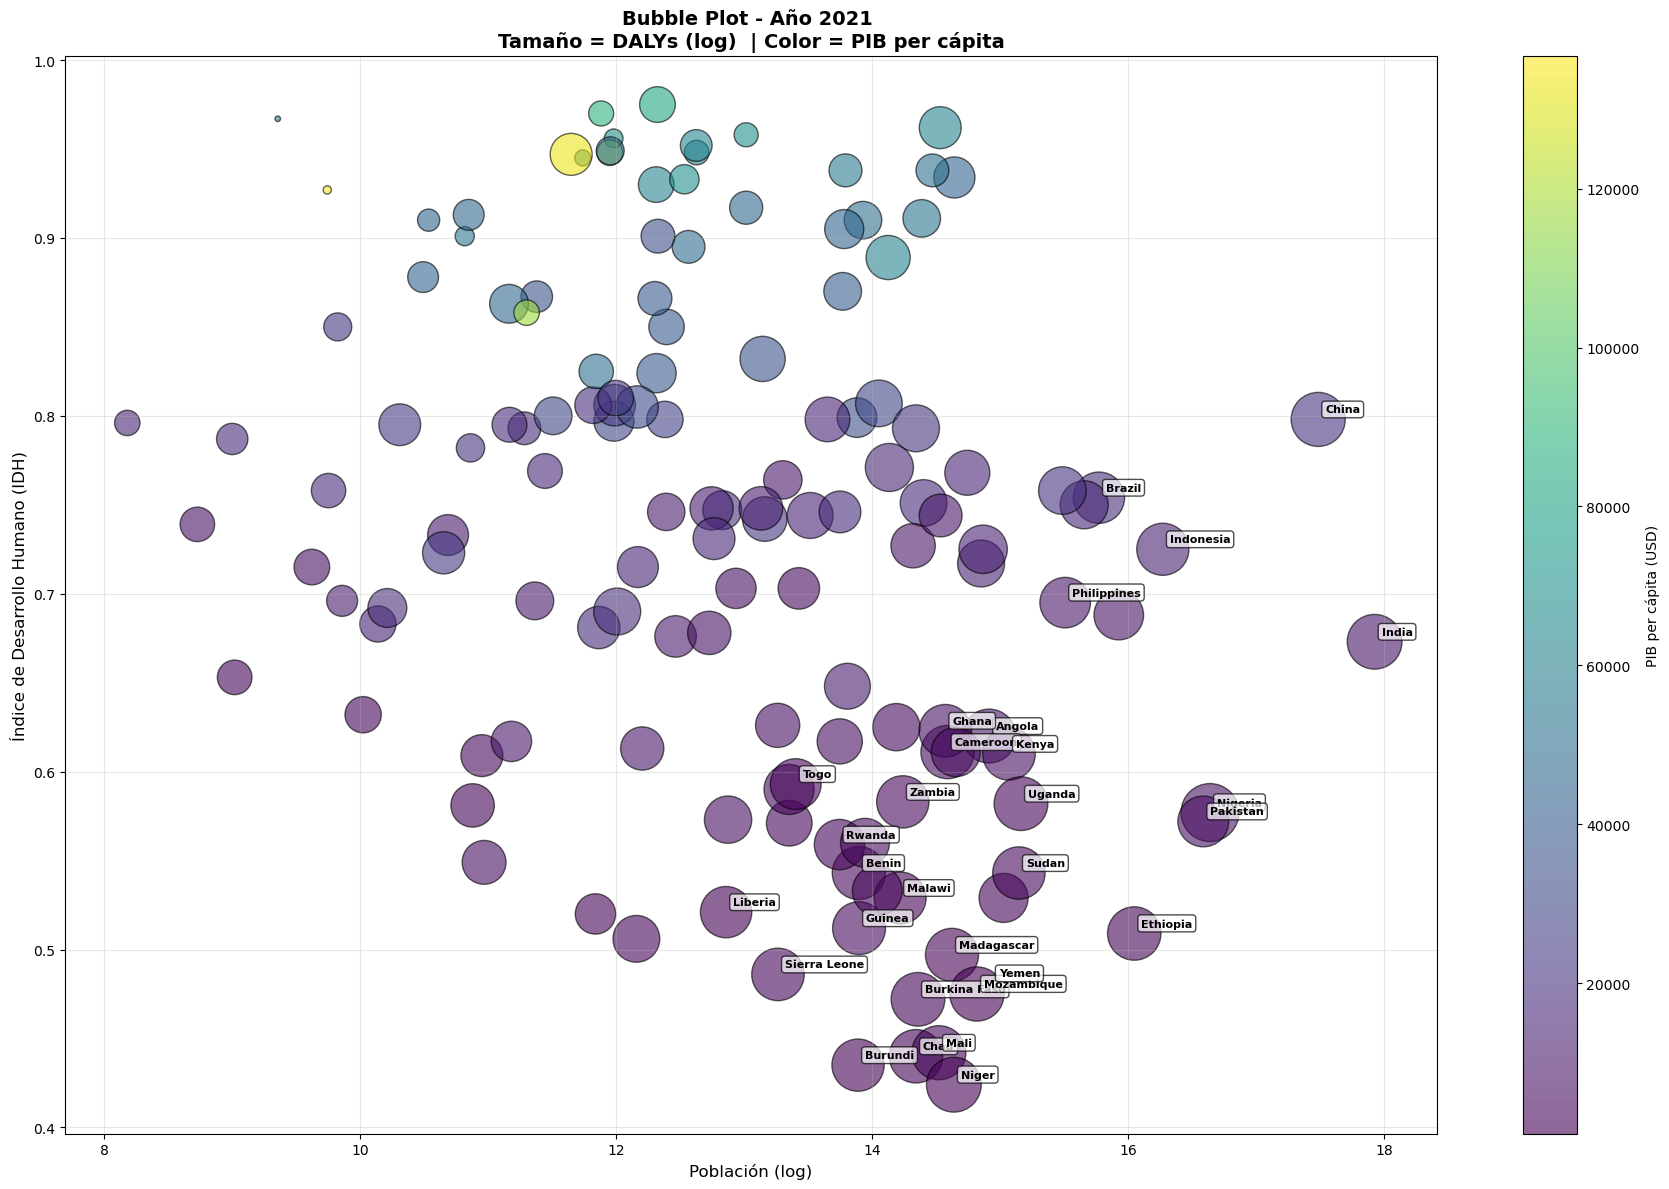 Bubble Plot - Año 2021
Tamaño = DALYs (log)  | Color = PIB per cápita
Índice de Desarrollo Humano (IDH)
1.0
0.9
0.8
0.7
0.6
0.5
0.4
China
Brazil
Indonesia
Philippines
India
Ghana
Angola
Cameroon
Kenya
Togo
Zambia
Uganda
Nigeria
Pakistan
Rwanda
Benin
Sudan
Malawi
Liberia
Guinea
Ethiopia
Madagascar
Sierra Leone
Yemen
Mozambique
Burkina Faso
Chad
Mali
Burundi
Niger
8
10
12
14
16
18
Población (log)
120000
100000
80000
60000
40000
20000
PIB per cápita (USD)